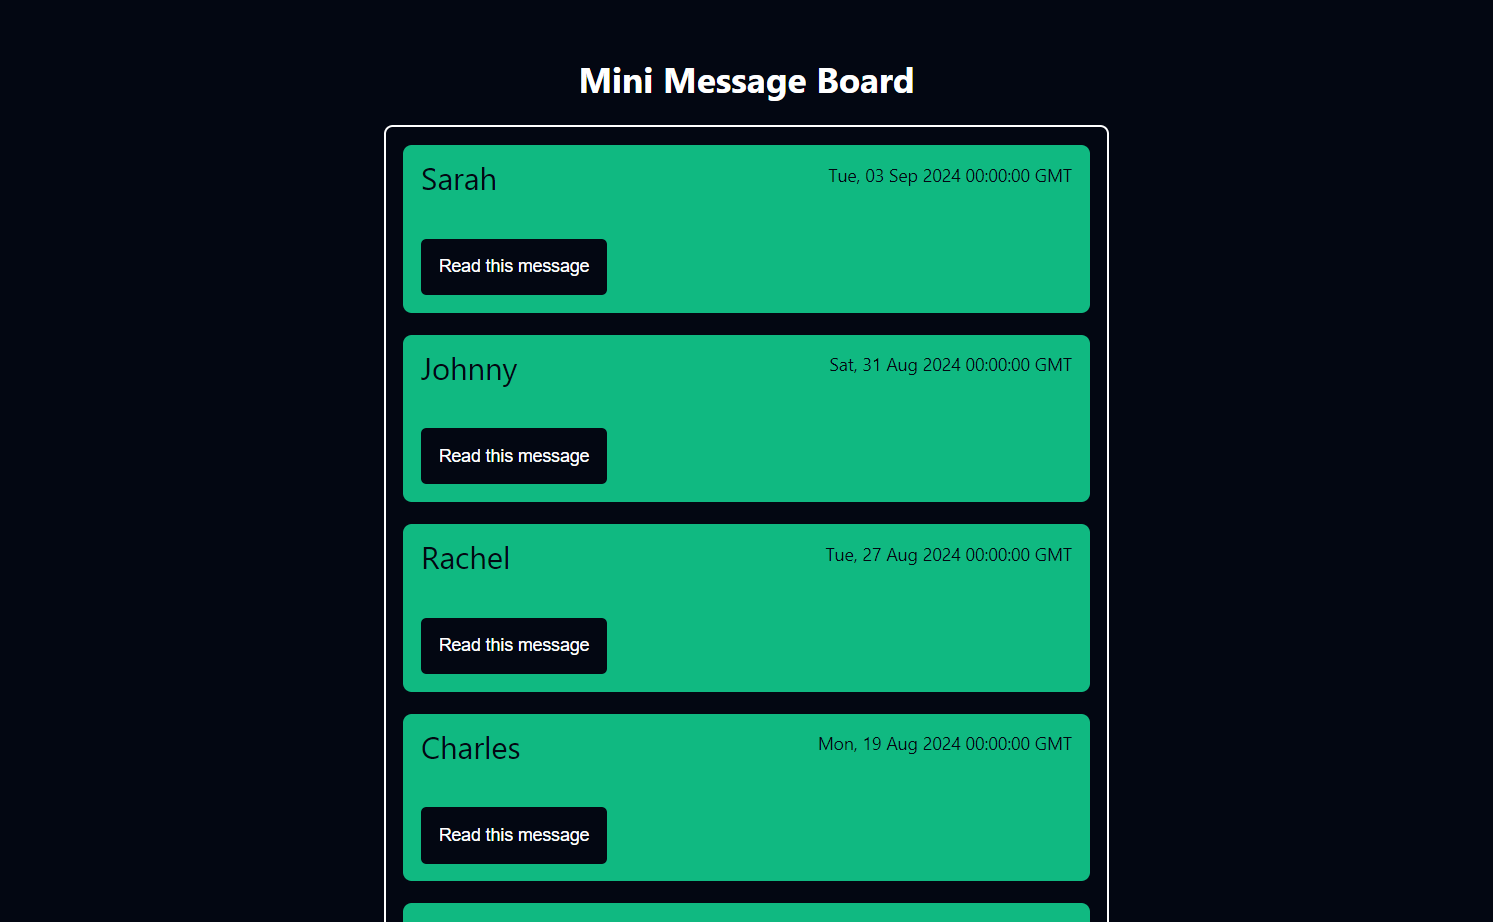 Mini Message Board
Sarah
Tue, 03 Sep 2024 00:00:00 GMT
Read this message
Johnny
Sat, 31 Aug 2024 00:00:00 GMT
Read this message
Rachel
Tue, 27 Aug 2024 00:00:00 GMT
Read this message
Charles
Mon, 19 Aug 2024 00:00:00 GMT
Read this message